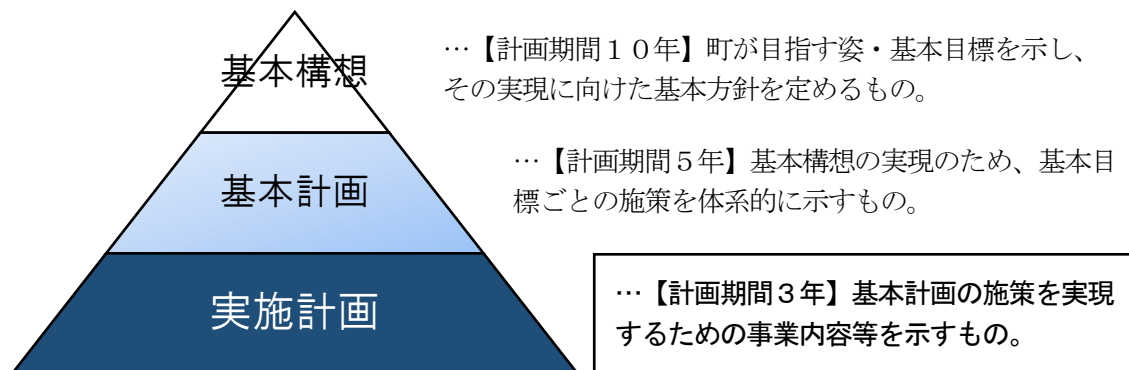 基本構想
…【計画期間１０年】町が目指す姿・基本目標を示し、
その実現に向けた基本方針を定めるもの。
基本計画
…【計画期間５年】基本構想の実現のため、基本目
標ごとの施策を体系的に示すもの。
実施計画
…【計画期間３年】基本計画の施策を実現
するための事業内容等を示すもの。